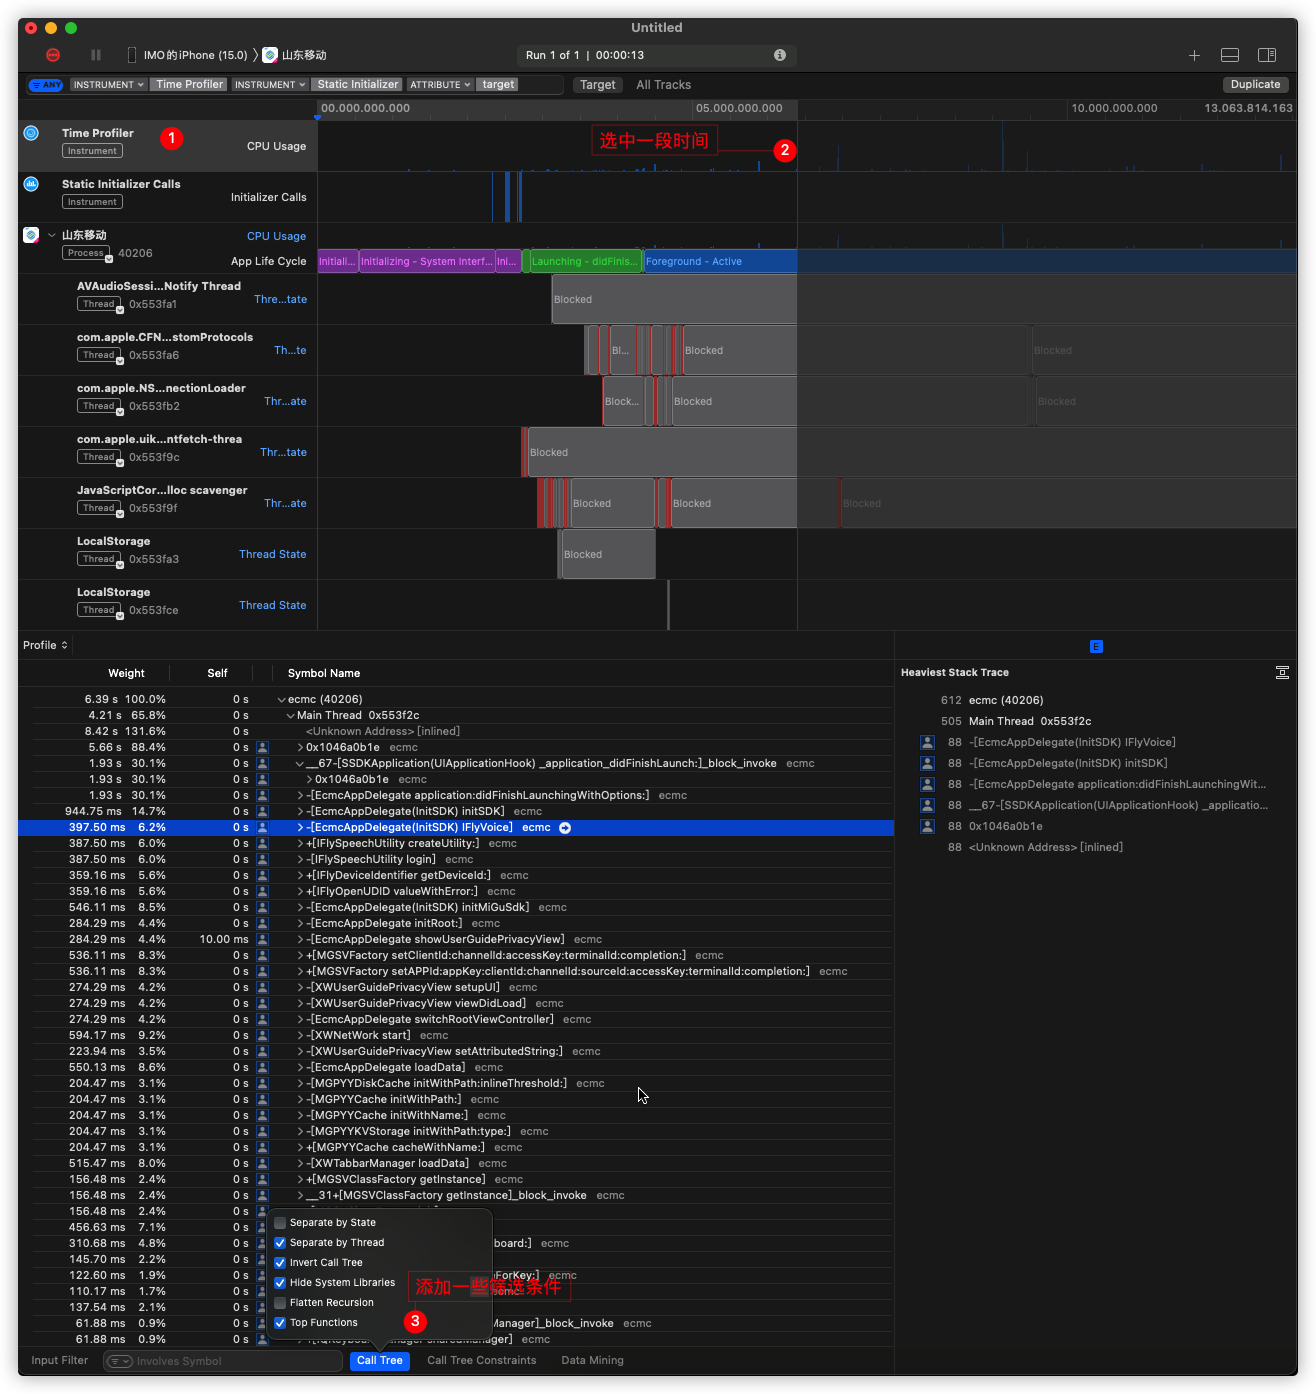 Untitled
IMO的iPhone (15.0) 〉 山东移动
Run 1 of 1 | 00:00:13
ANY INSTRUMENT Time Profiler INSTRUMENT Static Initializer ATTRIBUTE target Target All Tracks Duplicate
00.000.000.000 05.000.000.000 10.000.000.000 13.063.814.163
Time Profiler
Instrument
CPU Usage
1
选中一段时间
2
Static Initializer Calls
Instrument
Initializer Calls
山东移动
Process 40206
CPU Usage
App Life Cycle
Initiali... Initializing - System Interf... Ini... Launching - didFinis... Foreground - Active
AVAudioSessi...Notify Thread
Thread 0x553fa1
Thre...tate
Blocked
com.apple.CFN...stomProtocols
Thread 0x553fa6
Th...te
Bl... Blocked Blocked
com.apple.NS...nectionLoader
Thread 0x553fb2
Thr...ate
Block... Blocked Blocked
com.apple.uik...ntfetch-threa
Thread 0x553f9c
Thr...tate
Blocked
JavaScriptCor...lloc scavenger
Thread 0x553f9f
Thr...ate
Blocked Blocked Blocked
LocalStorage
Thread 0x553fa3
Thread State
Blocked
LocalStorage
Thread 0x553fce
Thread State
Profile
E
Weight Self Symbol Name
6.39 s 100.0% 0 s ecmc (40206)
4.21 s 65.8% 0 s Main Thread 0x553f2c
8.42 s 131.6% 0 s <Unknown Address> [inlined]
5.66 s 88.4% 0 s 0x1046a0b1e ecmc
1.93 s 30.1% 0 s __67-[SSDKApplication(UIApplicationHook) _application_didFinishLaunch:]_block_invoke ecmc
1.93 s 30.1% 0 s 0x1046a0b1e ecmc
1.93 s 30.1% 0 s -[EcmcAppDelegate application:didFinishLaunchingWithOptions:] ecmc
944.75 ms 14.7% 0 s -[EcmcAppDelegate(InitSDK) initSDK] ecmc
397.50 ms 6.2% 0 s -[EcmcAppDelegate(InitSDK) IFlyVoice] ecmc
387.50 ms 6.0% 0 s +[IFlySpeechUtility createUtility:] ecmc
387.50 ms 6.0% 0 s -[IFlySpeechUtility login] ecmc
359.16 ms 5.6% 0 s +[IFlyDeviceIdentifier getDeviceId:] ecmc
359.16 ms 5.6% 0 s +[IFlyOpenUDID valueWithError:] ecmc
546.11 ms 8.5% 0 s -[EcmcAppDelegate(InitSDK) initMiGuSdk] ecmc
284.29 ms 4.4% 0 s -[EcmcAppDelegate initRoot:] ecmc
284.29 ms 4.4% 10.00 ms -[EcmcAppDelegate showUserGuidePrivacyView] ecmc
536.11 ms 8.3% 0 s +[MGSVFactory setClientId:channelId:accessKey:terminalId:completion:] ecmc
536.11 ms 8.3% 0 s +[MGSVFactory setAPPId:appKey:clientId:channelId:sourceId:accessKey:terminalId:completion:] ecmc
274.29 ms 4.2% 0 s -[XWUserGuidePrivacyView setupUI] ecmc
274.29 ms 4.2% 0 s -[XWUserGuidePrivacyView viewDidLoad] ecmc
274.29 ms 4.2% 0 s -[EcmcAppDelegate switchRootViewController] ecmc
594.17 ms 9.2% 0 s -[XWNetWork start] ecmc
223.94 ms 3.5% 0 s -[XWUserGuidePrivacyView setAttributedString:] ecmc
550.13 ms 8.6% 0 s -[EcmcAppDelegate loadData] ecmc
204.47 ms 3.1% 0 s -[MGPYYDiskCache initWithPath:inlineThreshold:] ecmc
204.47 ms 3.1% 0 s -[MGPYYCache initWithPath:] ecmc
204.47 ms 3.1% 0 s -[MGPYYCache initWithName:] ecmc
204.47 ms 3.1% 0 s -[MGPYYKVStorage initWithPath:type:] ecmc
204.47 ms 3.1% 0 s +[MGPYYCache cacheWithName:] ecmc
515.47 ms 8.0% 0 s -[XWTabbarManager loadData] ecmc
156.48 ms 2.4% 0 s +[MGSVClassFactory getInstance] ecmc
156.48 ms 2.4% 0 s __31+[MGSVClassFactory getInstance]_block_invoke ecmc
156.48 ms 2.4% 0 s
456.63 ms 7.1% 0 s
310.68 ms 4.8% 0 s board:] ecmc
145.70 ms 2.2% 0 s
122.60 ms 1.9% 0 s ForKey:] ecmc
110.17 ms 1.7% 0 s ecmc
137.54 ms 2.1% 0 s
61.88 ms 0.9% 0 s Manager]_block_invoke ecmc
61.88 ms 0.9% 0 s ecmc
Separate by State
Separate by Thread
Invert Call Tree
Hide System Libraries
Flatten Recursion
Top Functions
添加一些筛选条件
3
Input Filter Involves Symbol Call Tree Call Tree Constraints Data Mining
Heaviest Stack Trace
612 ecmc (40206)
505 Main Thread 0x553f2c
88 -[EcmcAppDelegate(InitSDK) IFlyVoice]
88 -[EcmcAppDelegate(InitSDK) initSDK]
88 -[EcmcAppDelegate application:didFinishLaunchingWit...
88 __67-[SSDKApplication(UIApplicationHook) _applicatio...
88 0x1046a0b1e
88 <Unknown Address> [inlined]